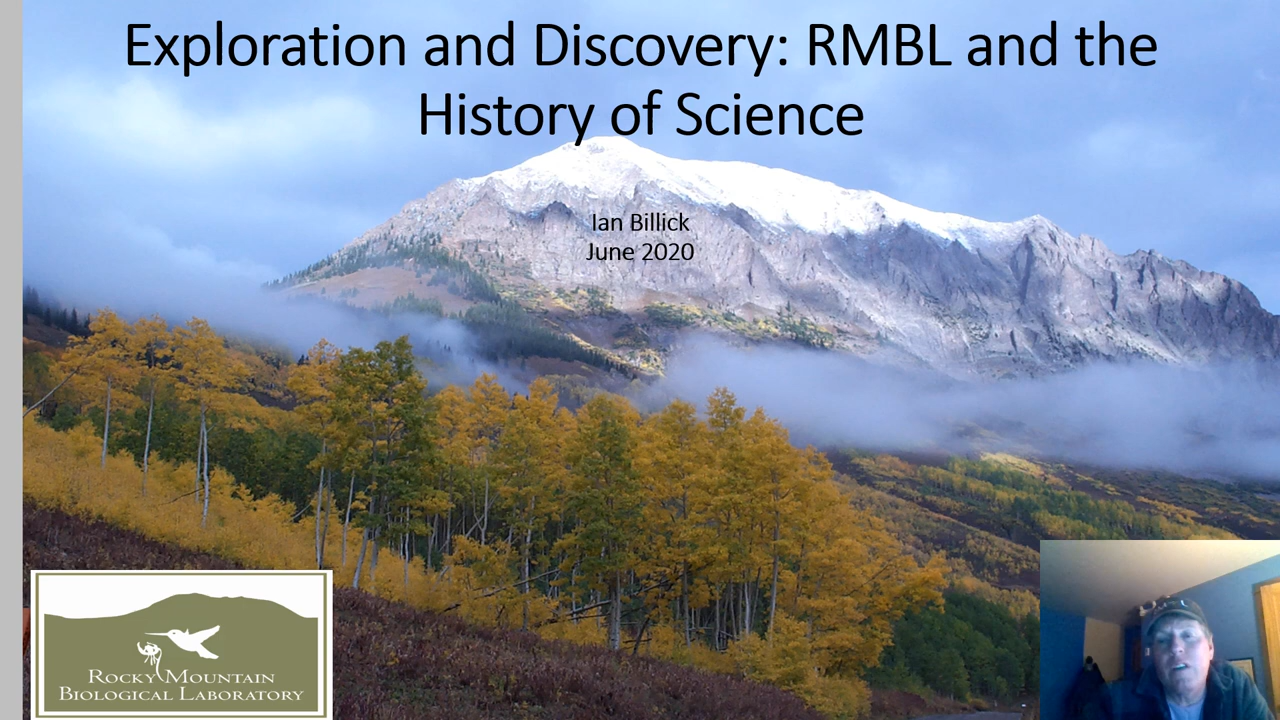 Exploration and Discovery: RMBL and the
History of Science
Ian Billick
June 2020
ROCKY MOUNTAIN
BIOLOGICAL LABORATORY